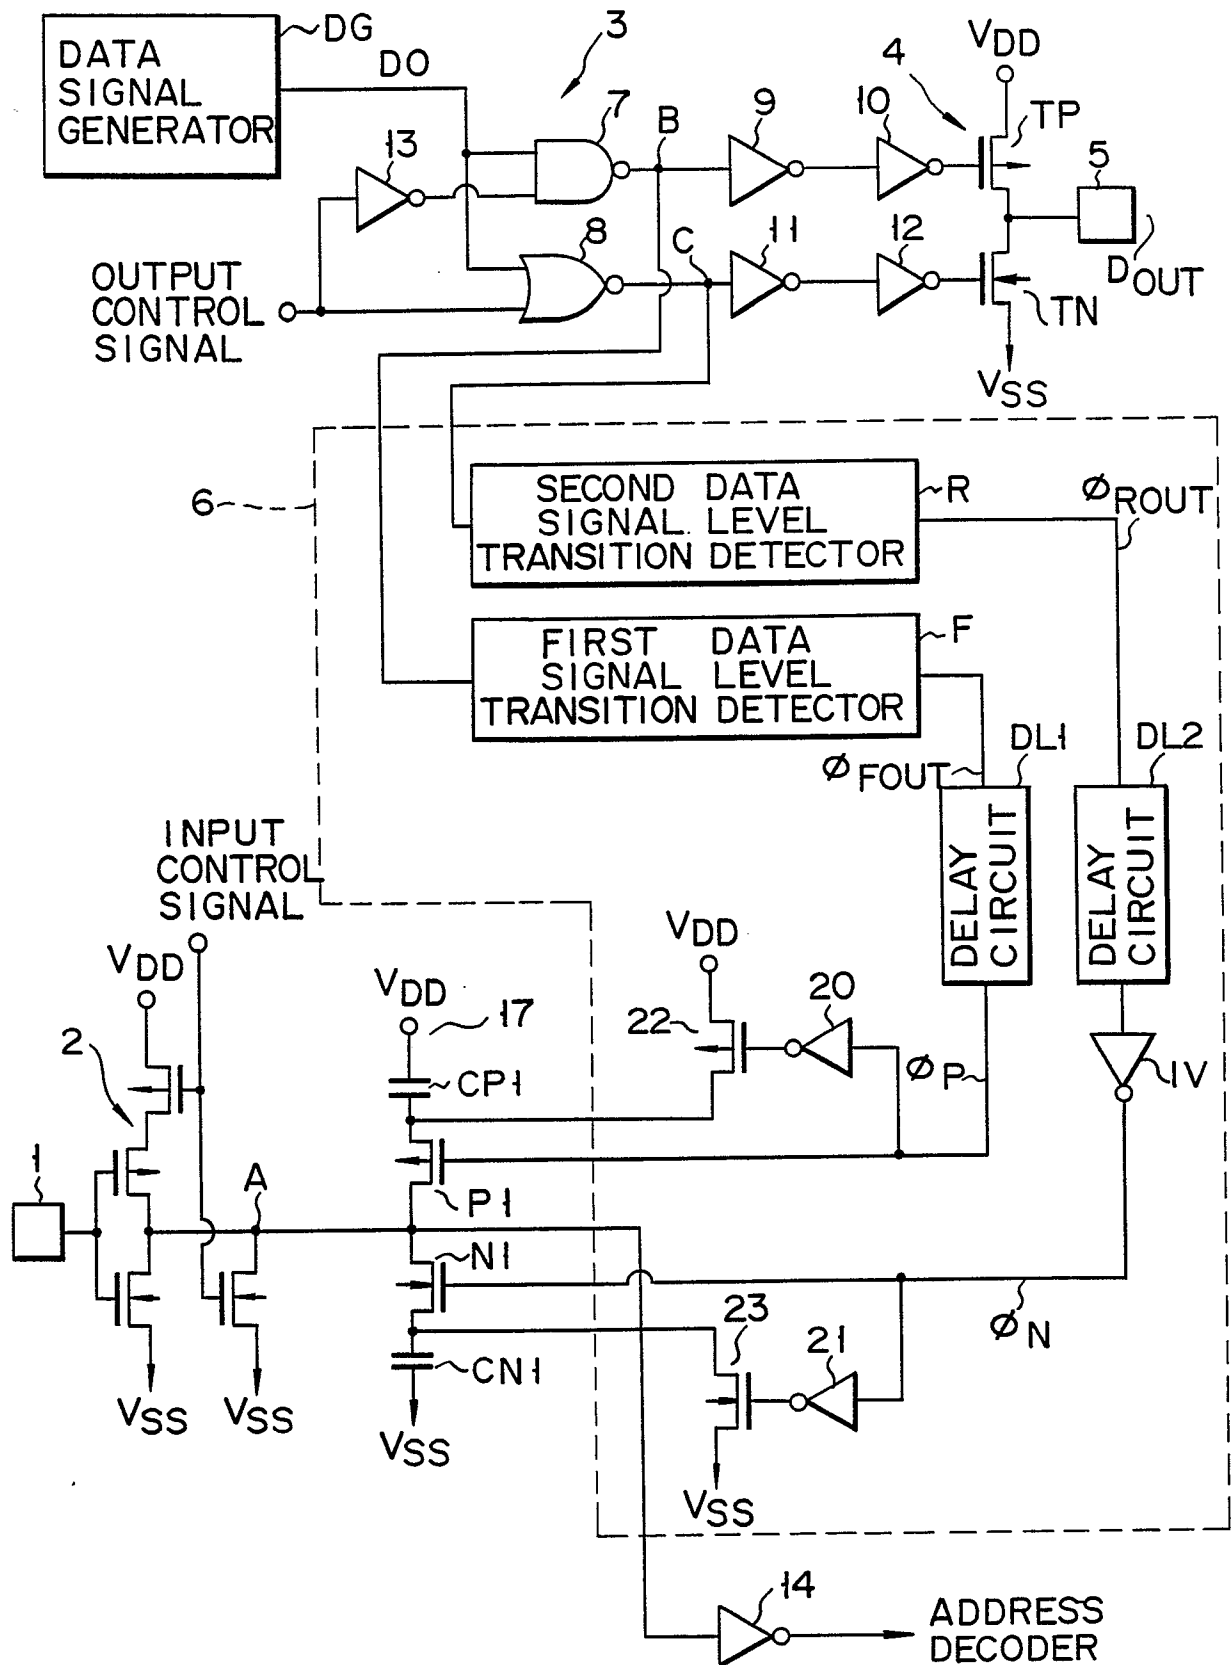 DATA
SIGNAL
GENERATOR
DG
DO
3
7
B
9
10
4
VDD
TP
5
13
8
C
11
12
DOUT
TN
VSS
OUTPUT
CONTROL
SIGNAL
6
SECOND DATA
SIGNAL LEVEL
TRANSITION DETECTOR
R
ØROUT
FIRST DATA
SIGNAL LEVEL
TRANSITION DETECTOR
F
ØFOUT
DL1
DL2
DELAY
CIRCUIT
DELAY
CIRCUIT
INPUT
CONTROL
SIGNAL
VDD
2
VDD
17
CP1
VDD
22
20
ØP
IV
1
A
P1
N1
ØN
23
21
CN1
VSS
VSS
VSS
VSS
14
ADDRESS
DECODER